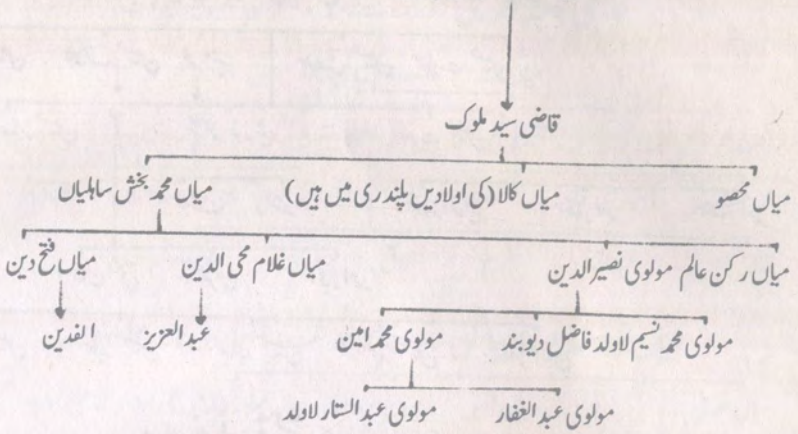 قاضی سید ملوک
میاں محصو میاں کالا (کی اولادیں پلندری میں ہیں) میاں محمد بخش ساہلیاں
میاں رکن عالم مولوی نصیر الدین میاں غلام محی الدین میاں فتح دین
مولوی محمد نسیم لاولد فاضل دیوبند مولوی محمد امین عبدالعزیز الفدین
مولوی عبدالغفار مولوی عبدالستار لاولد